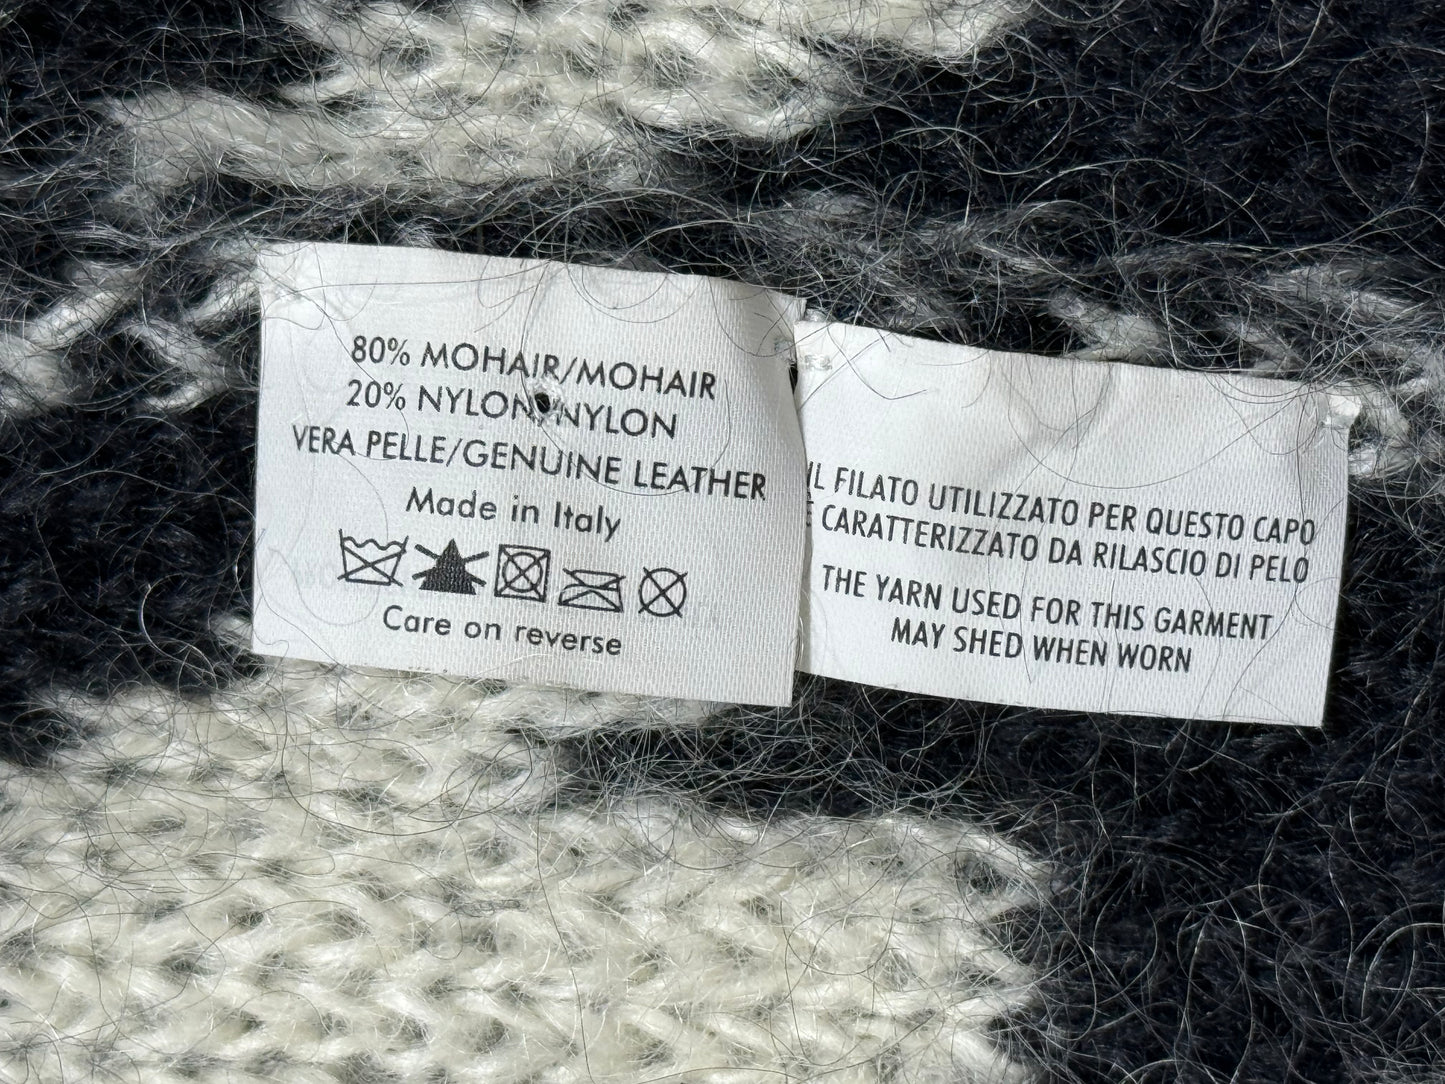 80% MOHAIR/MOHAIR
20% NYLON/NYLON
VERA PELLE/GENUINE LEATHER
Made in Italy
Care on reverse
IL FILATO UTILIZZATO PER QUESTO CAPO
È CARATTERIZZATO DA RILASCIO DI PELO
THE YARN USED FOR THIS GARMENT
MAY SHED WHEN WORN